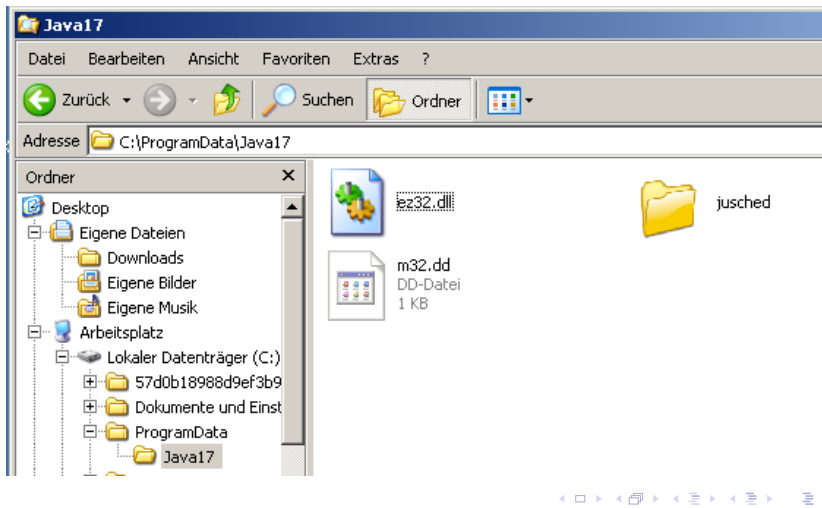 Java17
Datei Bearbeiten Ansicht Favoriten Extras ?
Zurück Suchen Ordner
Adresse C:\ProgramData\Java17
Ordner
Desktop
Eigene Dateien
Downloads
Eigene Bilder
Eigene Musik
Arbeitsplatz
Lokaler Datenträger (C:)
57d0b18988d9ef3b9
Dokumente und Einst
ProgramData
Java17
ez32.dll
jusched
m32.dd
DD-Datei
1 KB